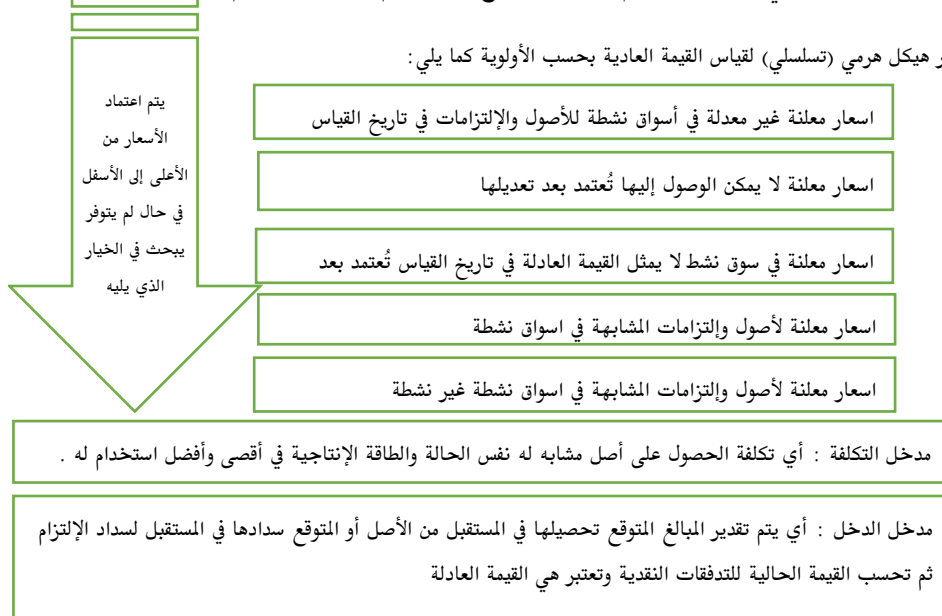 هيكل هرمي (تسلسلي) لقياس القيمة العادية بحسب الأولوية كما يلي:
يتم اعتماد
الأسعار من
الأعلى إلى الأسفل
في حال لم يتوفر
يبحث في الخيار
الذي يليه
اسعار معلنة غير معدلة في أسواق نشطة للأصول والإلتزامات في تاريخ القياس
اسعار معلنة لا يمكن الوصول إليها تُعتمد بعد تعديلها
اسعار معلنة في سوق نشط لا يمثل القيمة العادلة في تاريخ القياس تُعتمد بعد
اسعار معلنة لأصول وإلتزامات المشابهة في اسواق نشطة
اسعار معلنة لأصول وإلتزامات المشابهة في اسواق نشطة غير نشطة
مدخل التكلفة : أي تكلفة الحصول على أصل مشابه له نفس الحالة والطاقة الإنتاجية في أقصى وأفضل استخدام له .
مدخل الدخل : أي يتم تقدير المبالغ المتوقع تحصيلها في المستقبل من الأصل أو المتوقع سدادها في المستقبل لسداد الإلتزام
ثم تحسب القيمة الحالية للتدفقات النقدية وتعتبر هي القيمة العادلة